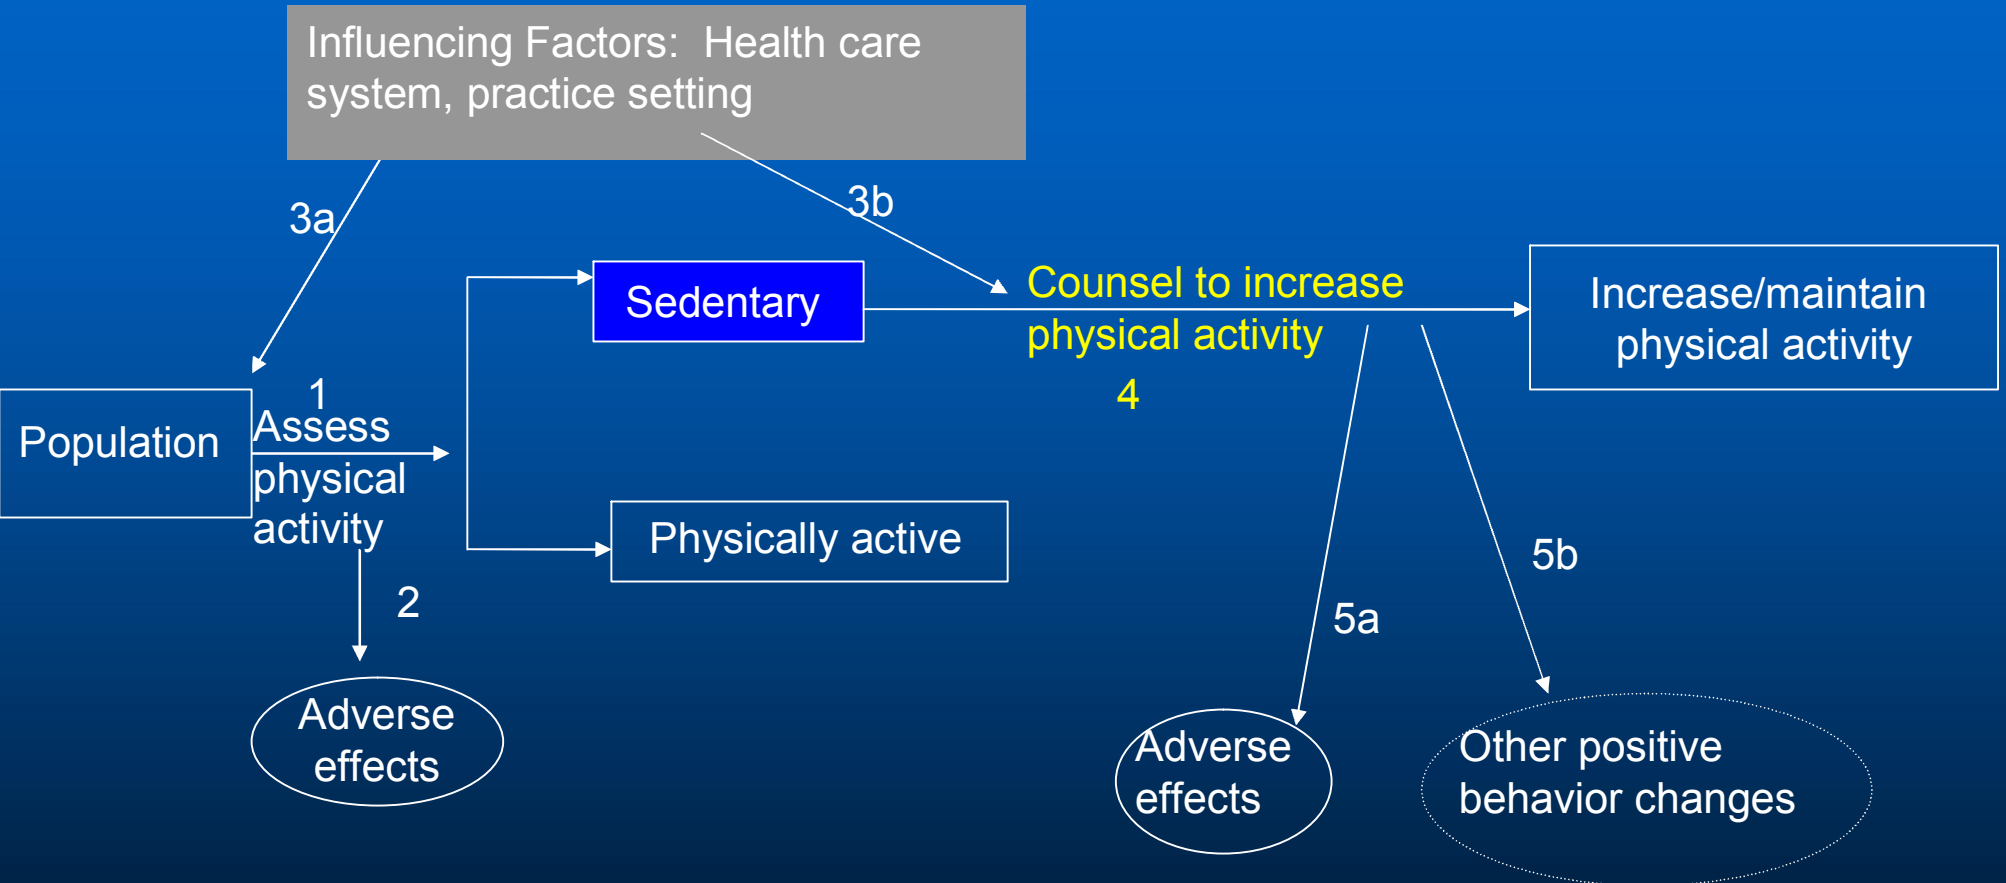 Influencing Factors:  Health care
system, practice setting
3a
3b
Sedentary
Counsel to increase
physical activity
4
Increase/maintain
physical activity
Population
1
Assess
physical
activity
Physically active
2
5a
5b
Adverse
effects
Adverse
effects
Other positive
behavior changes